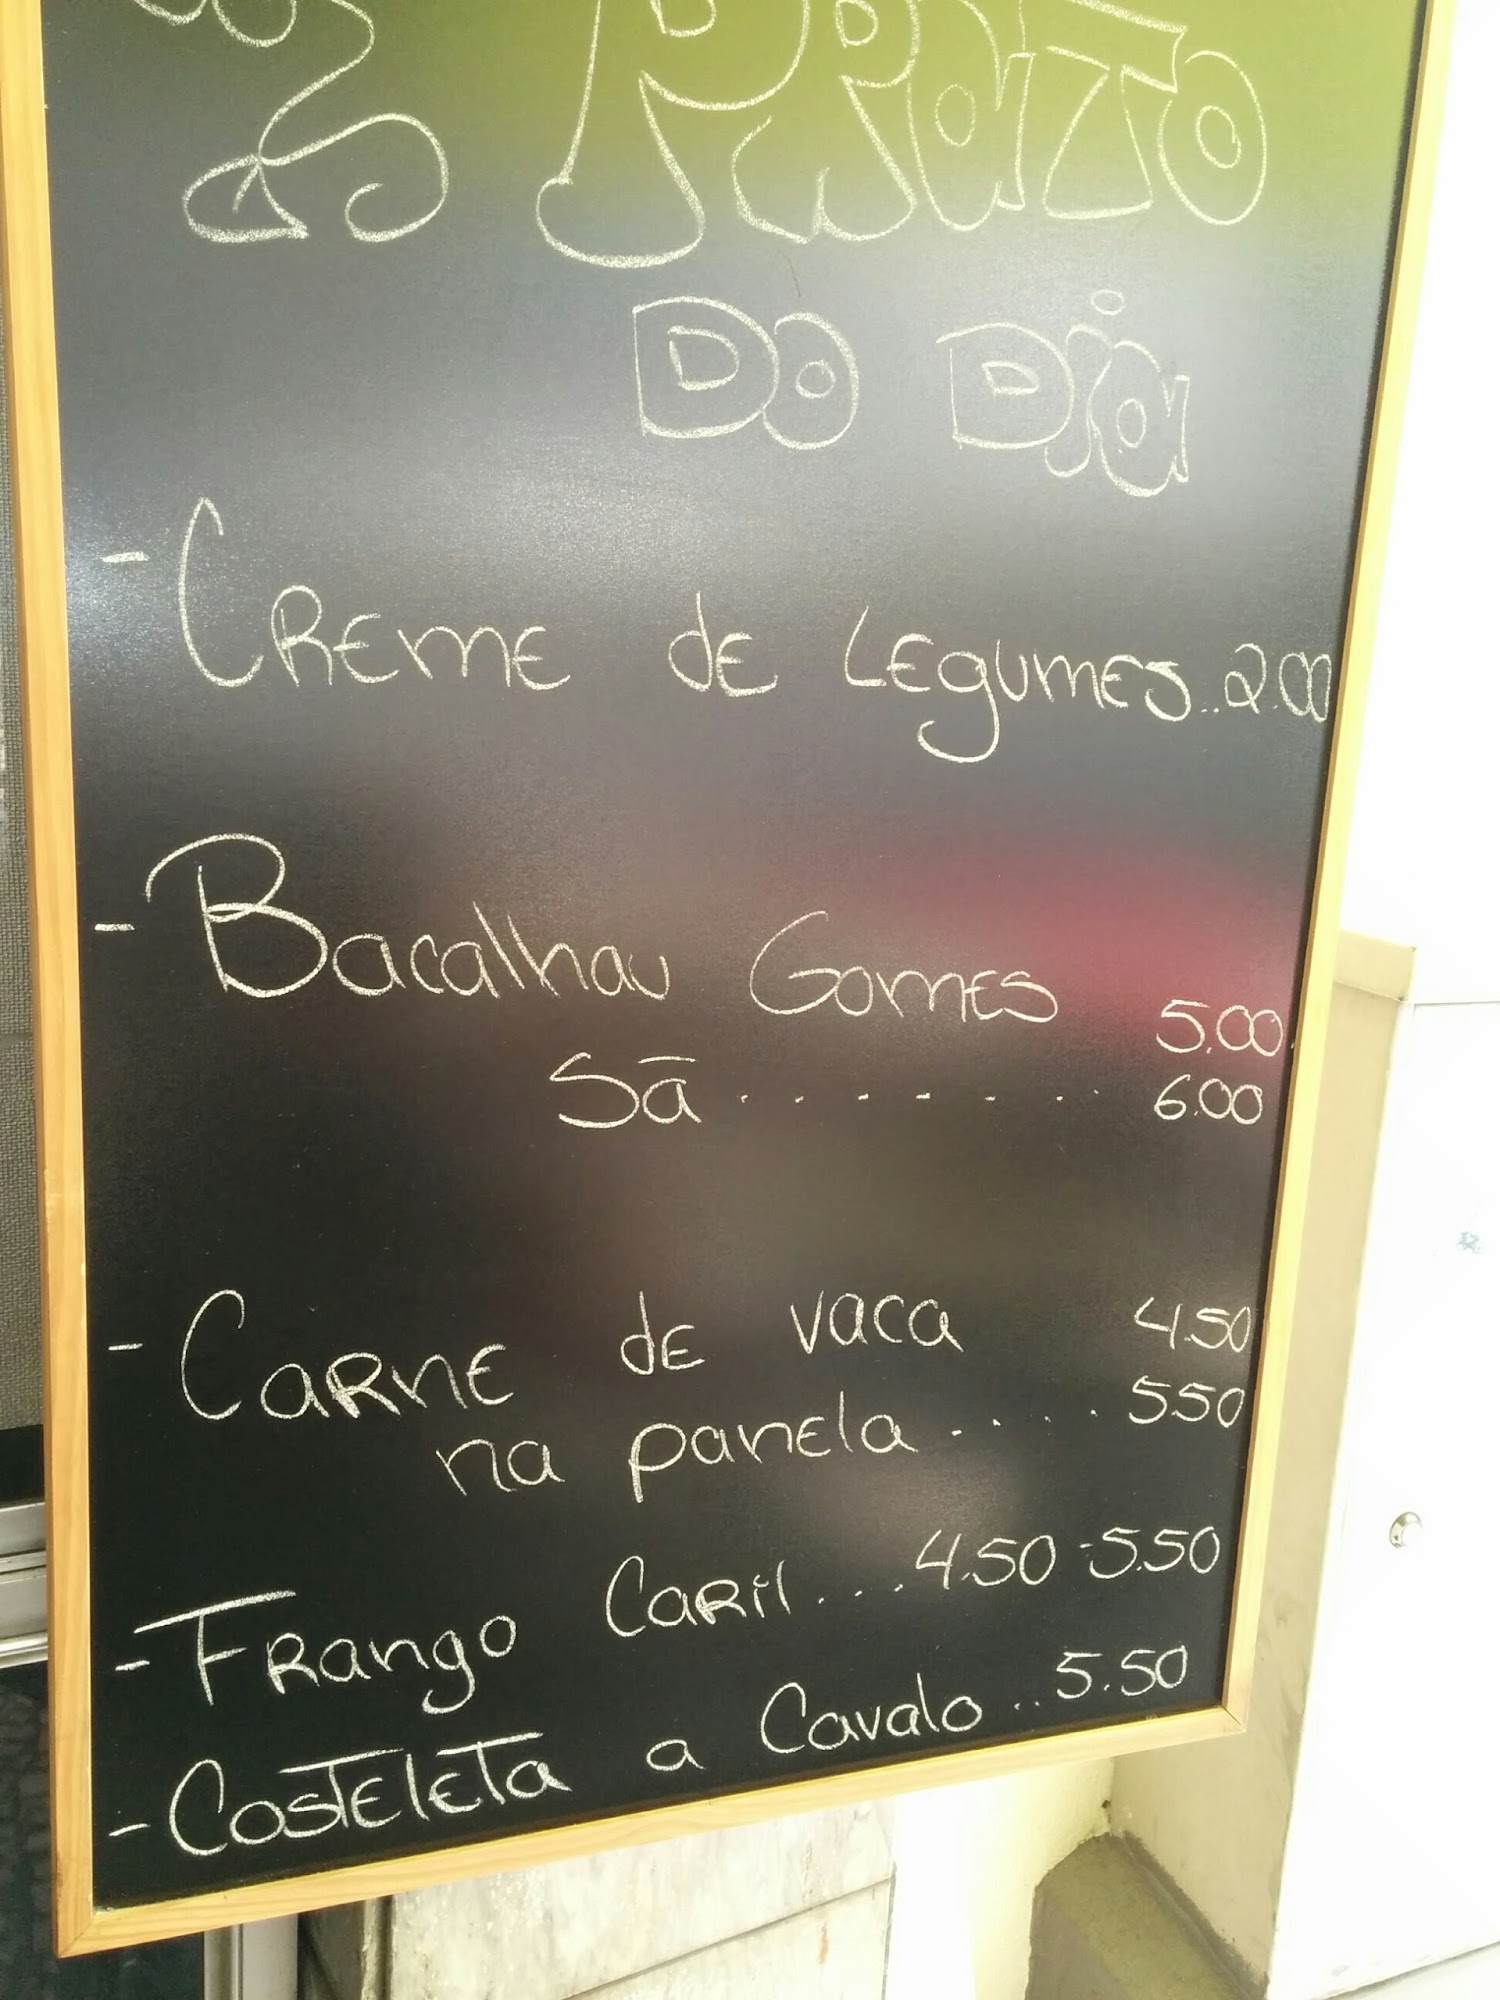 PRATO
DO Dia
- CREME dE LEgumES..2.00
- Bacalhau GomES 5.00
Sā ........ 6.00
- CaRnE dE vaca 4.50
na panEla ..... 5.50
- FRango CaRil....4.50-5.50
- COSTELETa a Cavalo...5.50